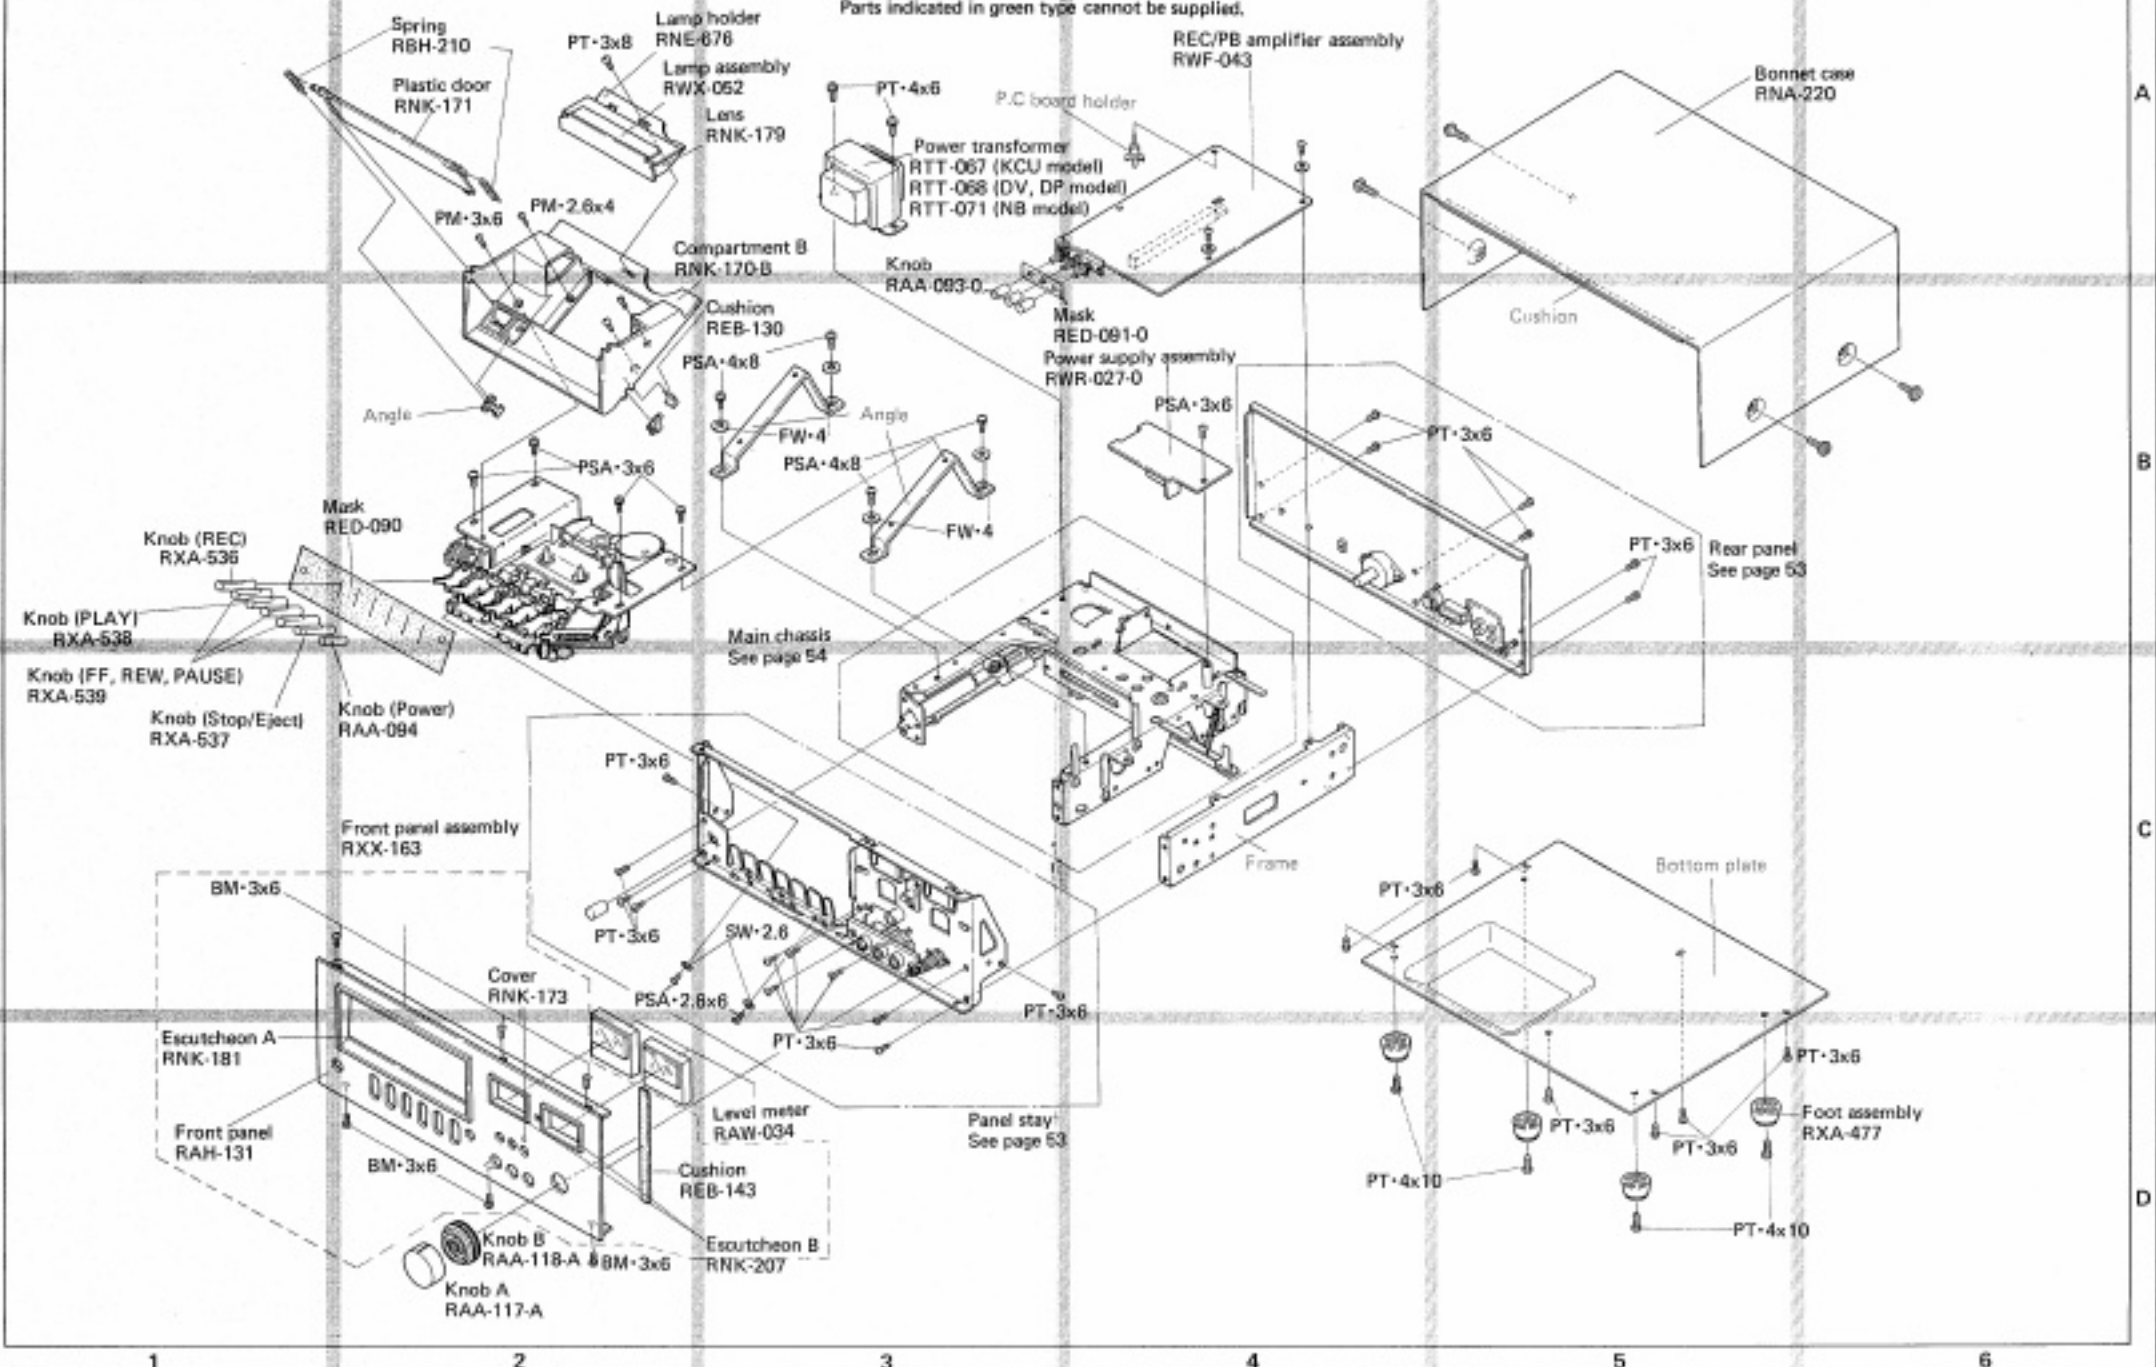 Parts indicated in green type cannot be supplied.
Spring
RBH-210
Plastic door
RNK-171
PT·3x8
Lamp holder
RNE-676
Lamp assembly
RWX-052
Lens
RNK-179
PM·3x6
PM·2.6x4
Compartment B
RNK-170-B
Cushion
REB-130
PT·4x6
Power transformer
RTT-067 (KCU model)
RTT-068 (DV, DP model)
RTT-071 (NB model)
P.C board holder
REC/PB amplifier assembly
RWF-043
Knob
RAA-093-0
Mask
RED-091-0
Power supply assembly
RWR-027-0
PSA·3x6
Bonnet case
RNA-220
Cushion
A
Angle
PSA·4x8
FW·4
Angle
PSA·4x8
FW·4
PSA·3x6
PT·3x6
PT·3x6
Rear panel
See page 53
B
Mask
RED-090
Knob (REC)
RXA-536
Knob (PLAY)
RXA-538
Knob (FF, REW, PAUSE)
RXA-539
Knob (Stop/Eject)
RXA-537
Knob (Power)
RAA-094
Main chassis
See page 54
PT·3x6
Front panel assembly
RXX-163
BM·3x6
PT·3x6
SW·2.6
PSA·2.6x6
PT·3x6
PT·3x6
Frame
Bottom plate
PT·3x6
C
Cover
RNK-173
Escutcheon A
RNK-181
Front panel
RAH-131
BM·3x6
Level meter
RAW-034
Cushion
REB-143
Escutcheon B
RNK-207
Knob B
RAA-118-A
BM·3x6
Knob A
RAA-117-A
Panel stay
See page 53
PT·3x6
Foot assembly
RXA-477
PT·3x6
PT·3x6
PT·4x10
PT·4x10
D
1
2
3
4
5
6